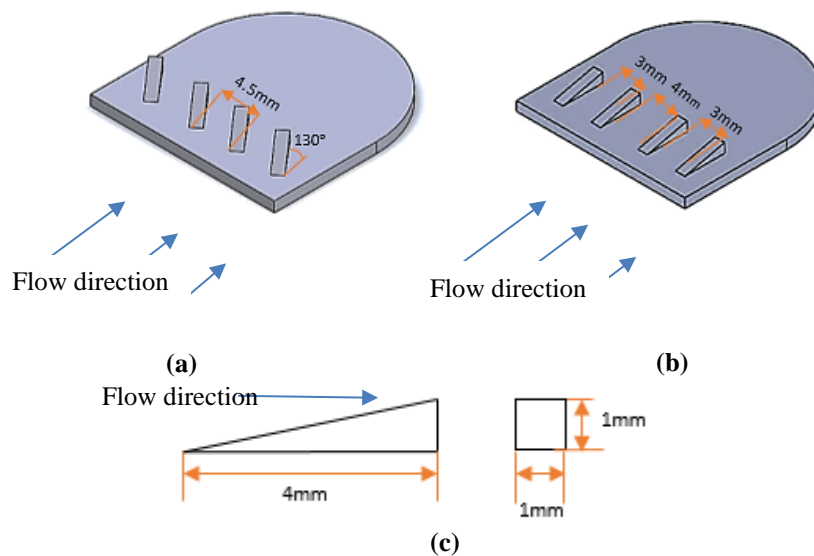 4.5mm
130°
Flow direction
(a)
3mm
4mm
3mm
Flow direction
(b)
Flow direction
4mm
1mm
1mm
(c)